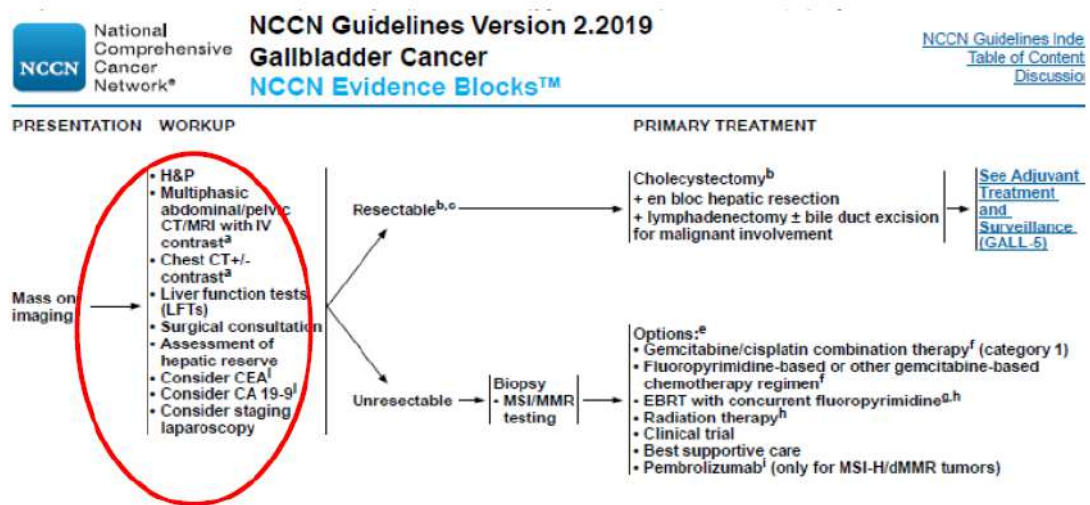 National
Comprehensive
Cancer
Network®
NCCN
NCCN Guidelines Version 2.2019
Gallbladder Cancer
NCCN Evidence Blocks™
NCCN Guidelines Inde
Table of Content
Discussio
PRESENTATION WORKUP PRIMARY TREATMENT
Mass on
imaging
• H&P
• Multiphasic
abdominal/pelvic
CT/MRI with IV
contrastᵃ
• Chest CT+/-
contrastᵃ
• Liver function tests
(LFTs)
• Surgical consultation
• Assessment of
hepatic reserve
• Consider CEAˡ
• Consider CA 19-9ˡ
• Consider staging
laparoscopy
Resectableᵇ,ᶜ
Cholecystectomyᵇ
+ en bloc hepatic resection
+ lymphadenectomy ± bile duct excision
for malignant involvement
See Adjuvant
Treatment
and
Surveillance
(GALL-5)
Unresectable
Biopsy
• MSI/MMR
testing
Options:ᵉ
• Gemcitabine/cisplatin combination therapyᶠ (category 1)
• Fluoropyrimidine-based or other gemcitabine-based
chemotherapy regimenᶠ
• EBRT with concurrent fluoropyrimidineᵍ,ʰ
• Radiation therapyʰ
• Clinical trial
• Best supportive care
• Pembrolizumabⁱ (only for MSI-H/dMMR tumors)